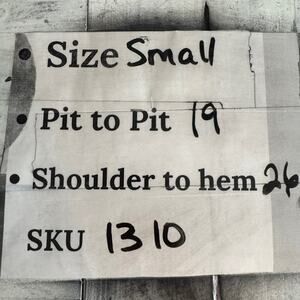 • Size Small
• Pit to Pit 19
• Shoulder to hem 26
SKU 1310